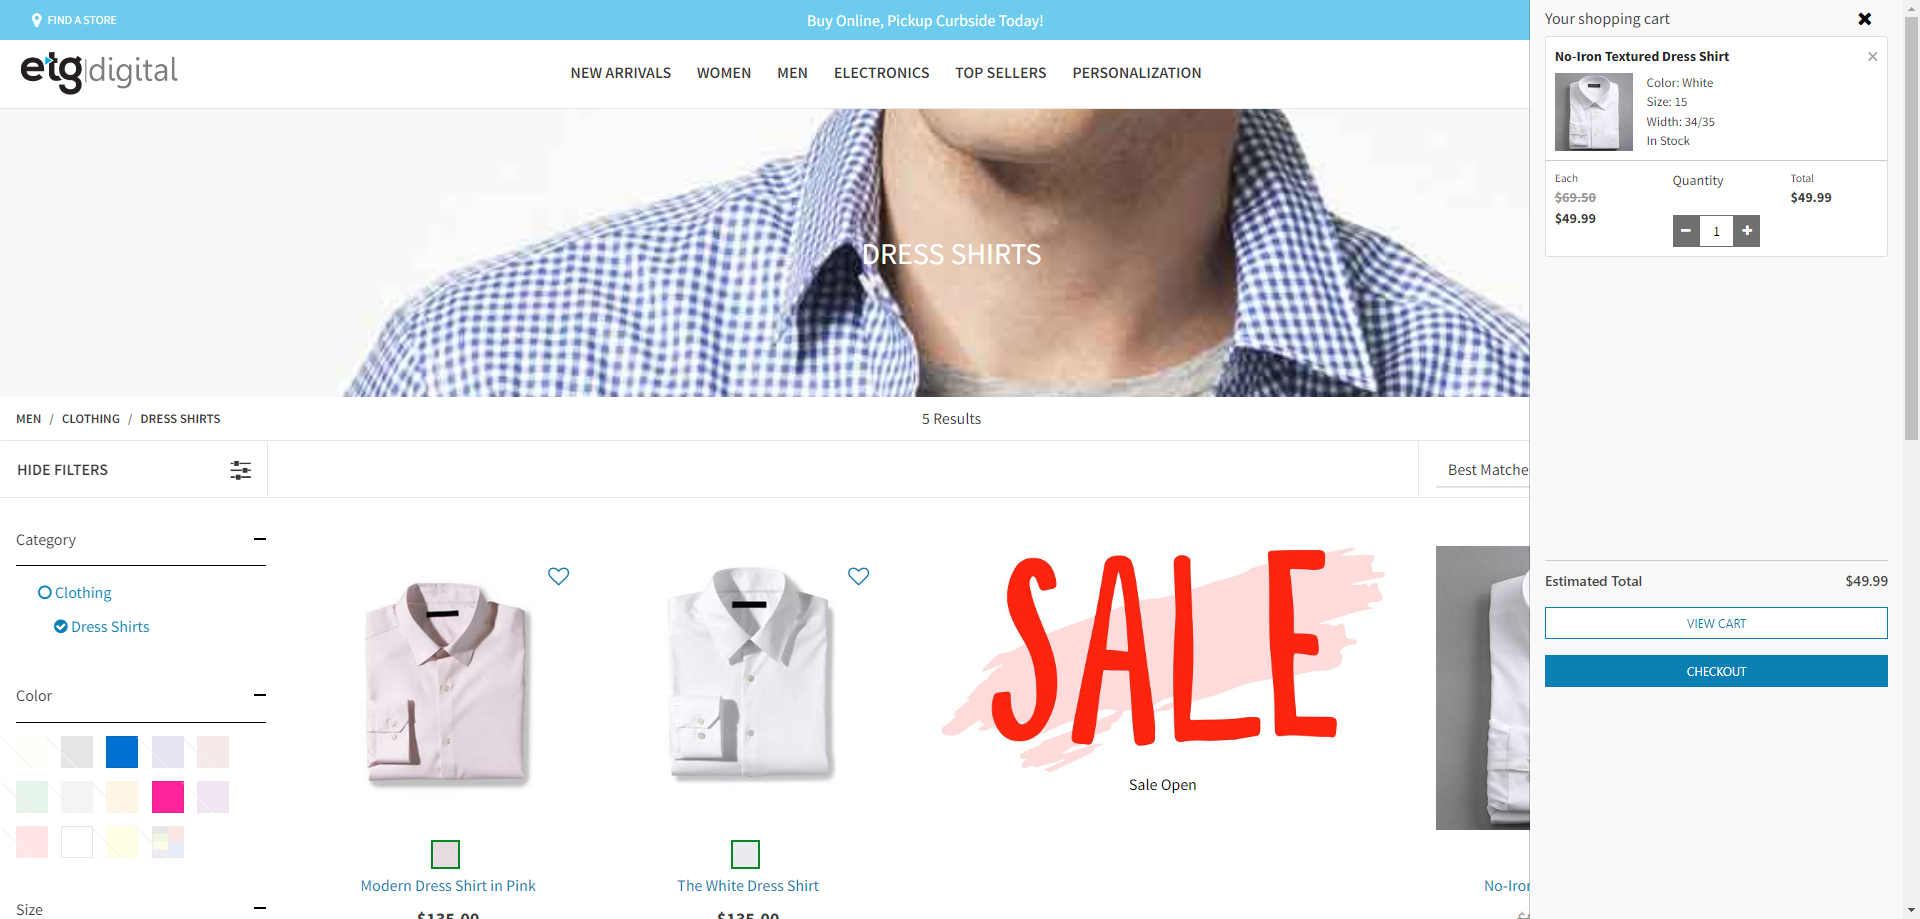 FIND A STORE
Buy Online, Pickup Curbside Today!
etg|digital
NEW ARRIVALS
WOMEN
MEN
ELECTRONICS
TOP SELLERS
PERSONALIZATION
DRESS SHIRTS
MEN / CLOTHING / DRESS SHIRTS
5 Results
HIDE FILTERS
Best Matche
Category
Clothing
Dress Shirts
Color
Size
SALE
Sale Open
Modern Dress Shirt in Pink
$135.00
The White Dress Shirt
$135.00
No-Iron
Your shopping cart
No-Iron Textured Dress Shirt
Color: White
Size: 15
Width: 34/35
In Stock
Each
$69.50
$49.99
Quantity
1
Total
$49.99
Estimated Total
$49.99
VIEW CART
CHECKOUT